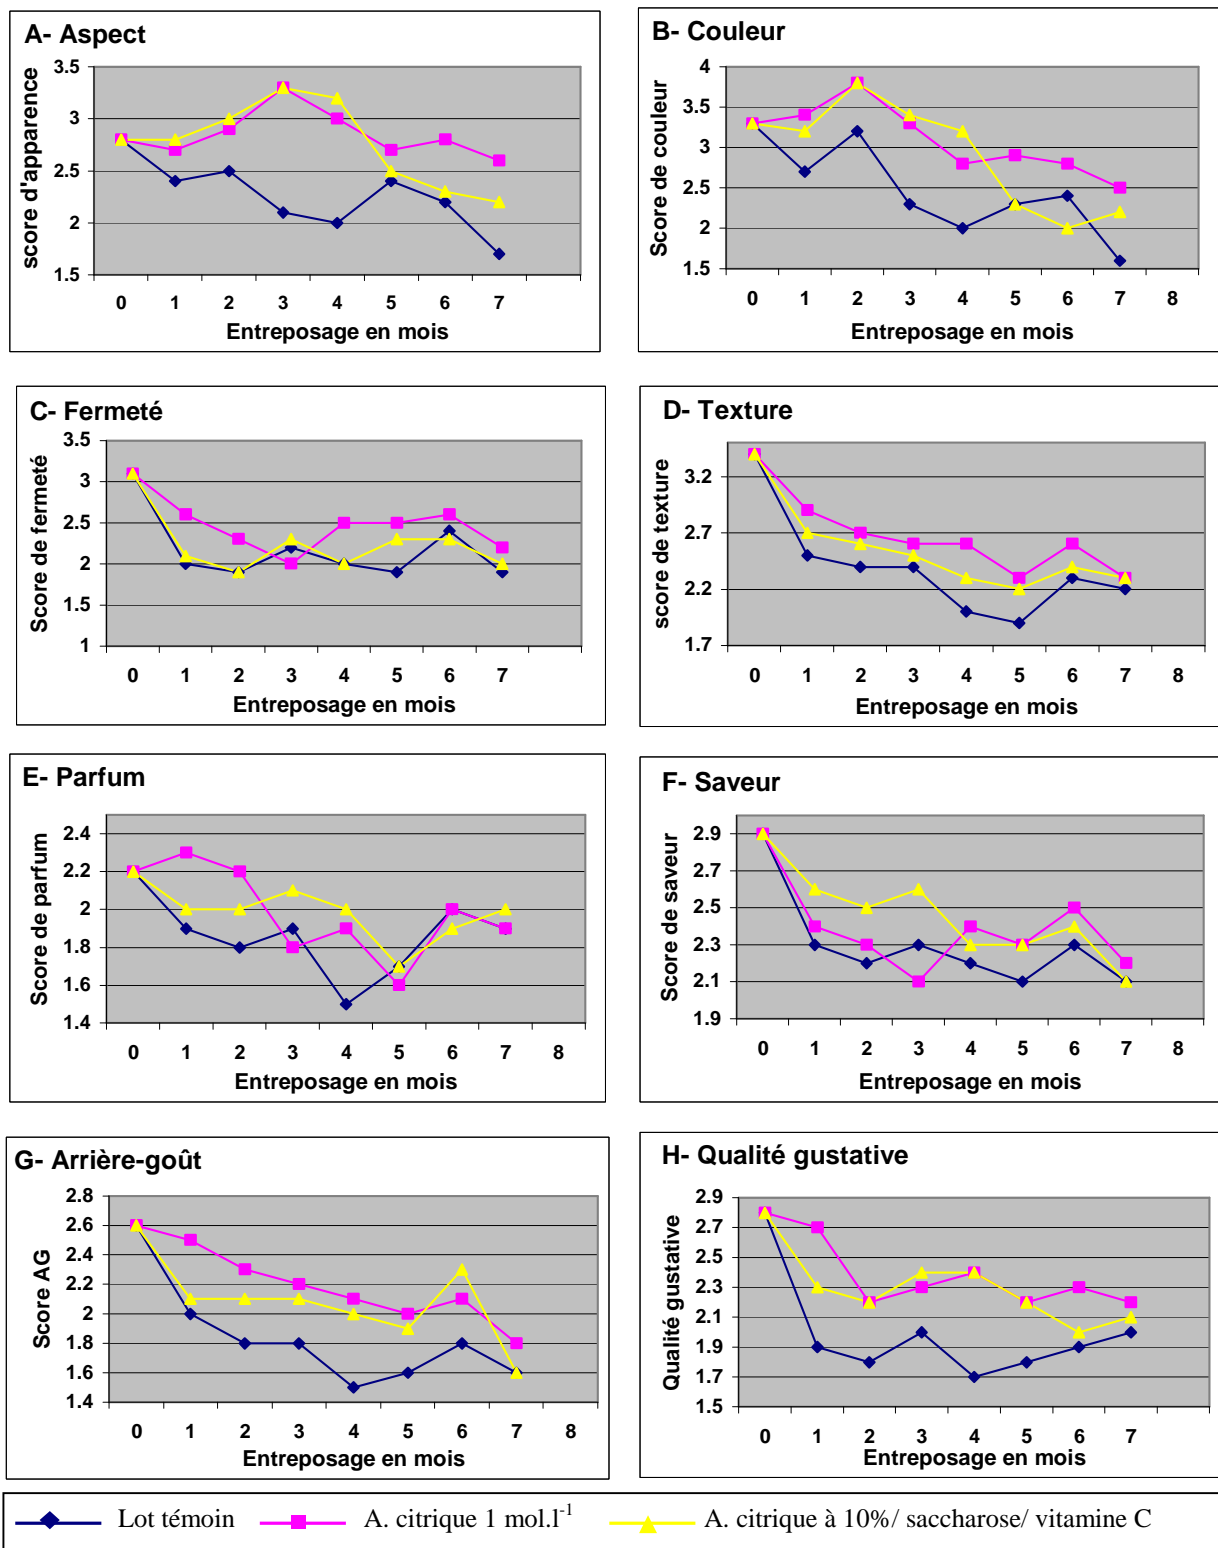 A- Aspect
score d'apparence
3.5
3
2.5
2
1.5
0 1 2 3 4 5 6 7
Entreposage en mois
B- Couleur
Score de couleur
4
3.5
3
2.5
2
1.5
0 1 2 3 4 5 6 7 8
Entreposage en mois
C- Fermeté
Score de fermeté
3.5
3
2.5
2
1.5
1
0 1 2 3 4 5 6 7
Entreposage en mois
D- Texture
score de texture
3.2
2.7
2.2
1.7
0 1 2 3 4 5 6 7 8
Entreposage en mois
E- Parfum
Score de parfum
2.4
2.2
2
1.8
1.6
1.4
0 1 2 3 4 5 6 7 8
Entreposage en mois
F- Saveur
Score de saveur
2.9
2.7
2.5
2.3
2.1
1.9
0 1 2 3 4 5 6 7 8
Entreposage en mois
G- Arrière-goût
Score AG
2.8
2.6
2.4
2.2
2
1.8
1.6
1.4
0 1 2 3 4 5 6 7 8
Entreposage en mois
H- Qualité gustative
Qualité gustative
2.9
2.7
2.5
2.3
2.1
1.9
1.7
1.5
0 1 2 3 4 5 6 7
Entreposage en mois
Lot témoin A. citrique 1 mol.l⁻¹ A. citrique à 10%/ saccharose/ vitamine C